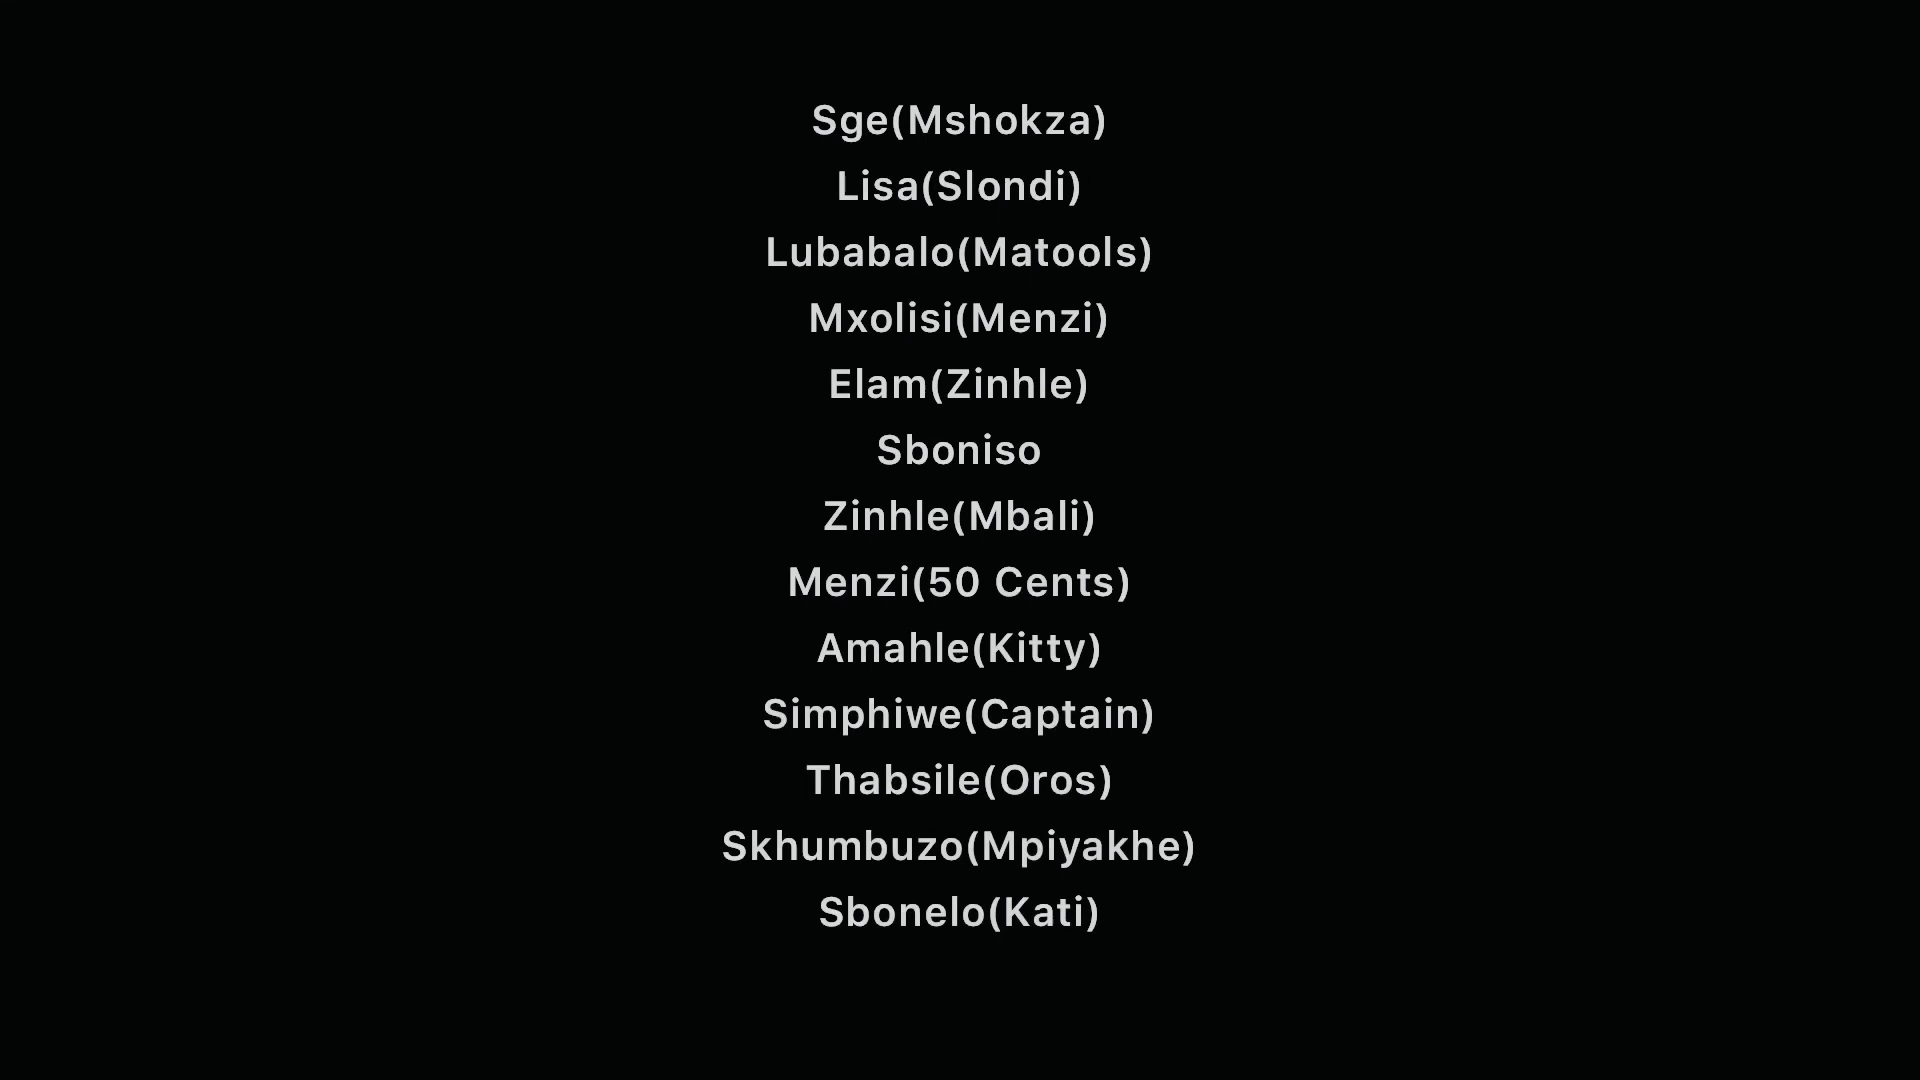 Sge(Mshokza)
Lisa(Slondi)
Lubabalo(Matools)
Mxolisi(Menzi)
Elam(Zinhle)
Sboniso
Zinhle(Mbali)
Menzi(50 Cents)
Amahle(Kitty)
Simphiwe(Captain)
Thabsile(Oros)
Skhumbuzo(Mpiyakhe)
Sbonelo(Kati)